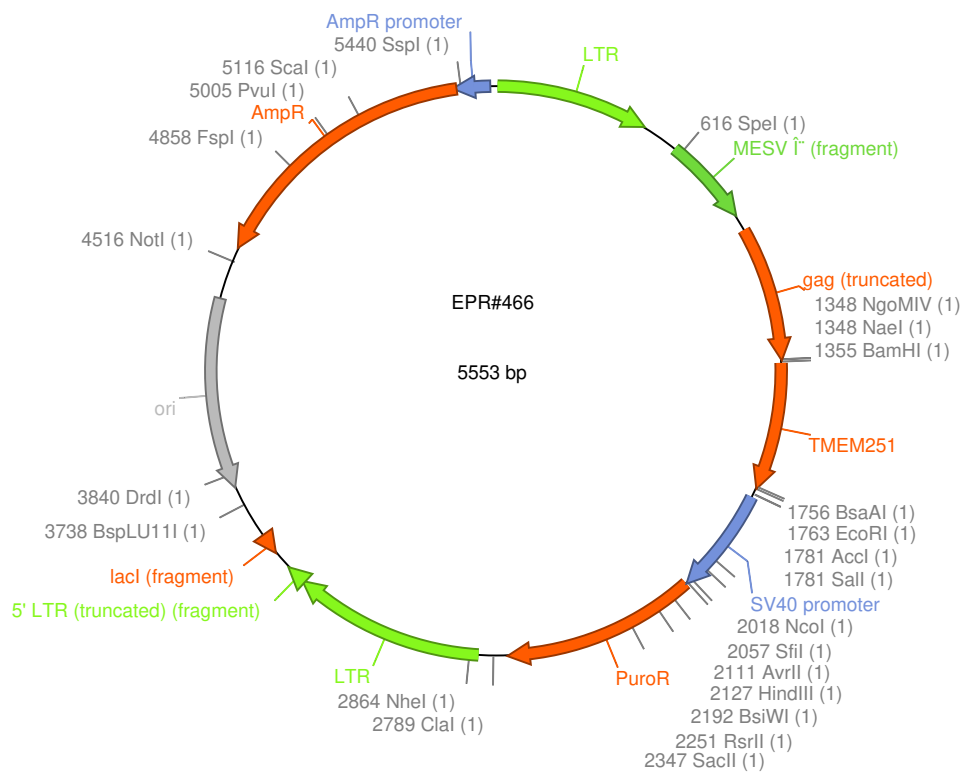 AmpR promoter
5440 SspI (1)
LTR
5116 ScaI (1)
5005 PvuI (1)
AmpR
616 SpeI (1)
4858 FspI (1)
MESV Î¨ (fragment)
4516 NotI (1)
gag (truncated)
EPR#466
1348 NgoMIV (1)
1348 NaeI (1)
1355 BamHI (1)
5553 bp
ori
TMEM251
3840 DrdI (1)
1756 BsaAI (1)
3738 BspLU11I (1)
1763 EcoRI (1)
1781 AccI (1)
lacI (fragment)
1781 SalI (1)
5' LTR (truncated) (fragment)
SV40 promoter
2018 NcoI (1)
2057 SfiI (1)
LTR
PuroR
2111 AvrII (1)
2864 NheI (1)
2127 HindIII (1)
2789 ClaI (1)
2192 BsiWI (1)
2251 RsrII (1)
2347 SacII (1)